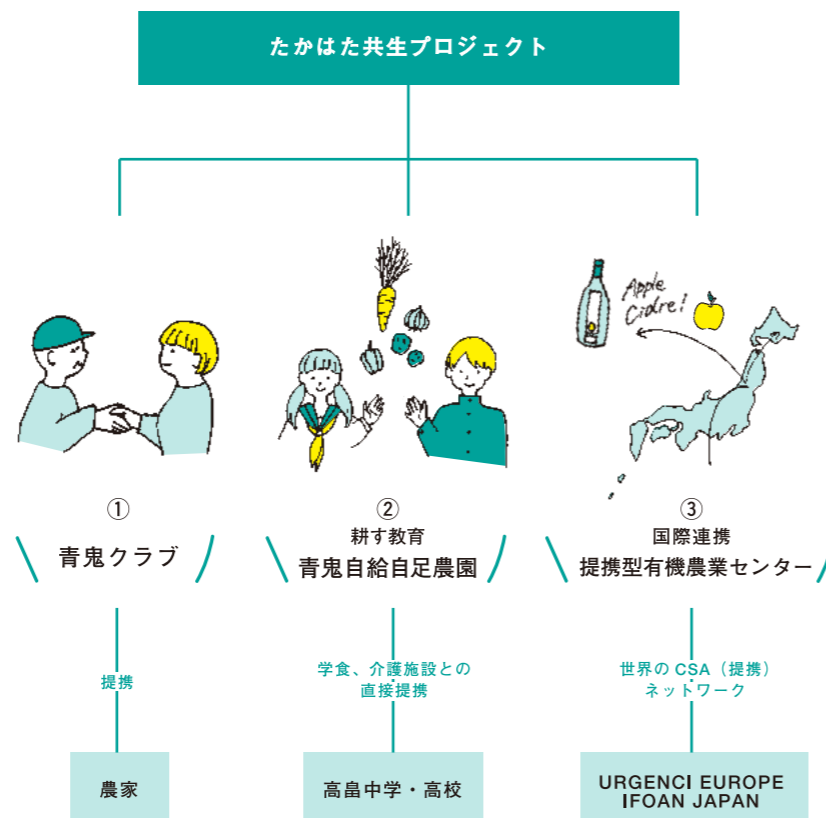 たかはた共生プロジェクト
Apple
Cidre!
①
青鬼クラブ
提携
農家
②
耕す教育
青鬼自給自足農園
学食、介護施設との
直接提携
高畠中学・高校
③
国際連携
提携型有機農業センター
世界の CSA（提携）
ネットワーク
URGENCI EUROPE
IFOAN JAPAN